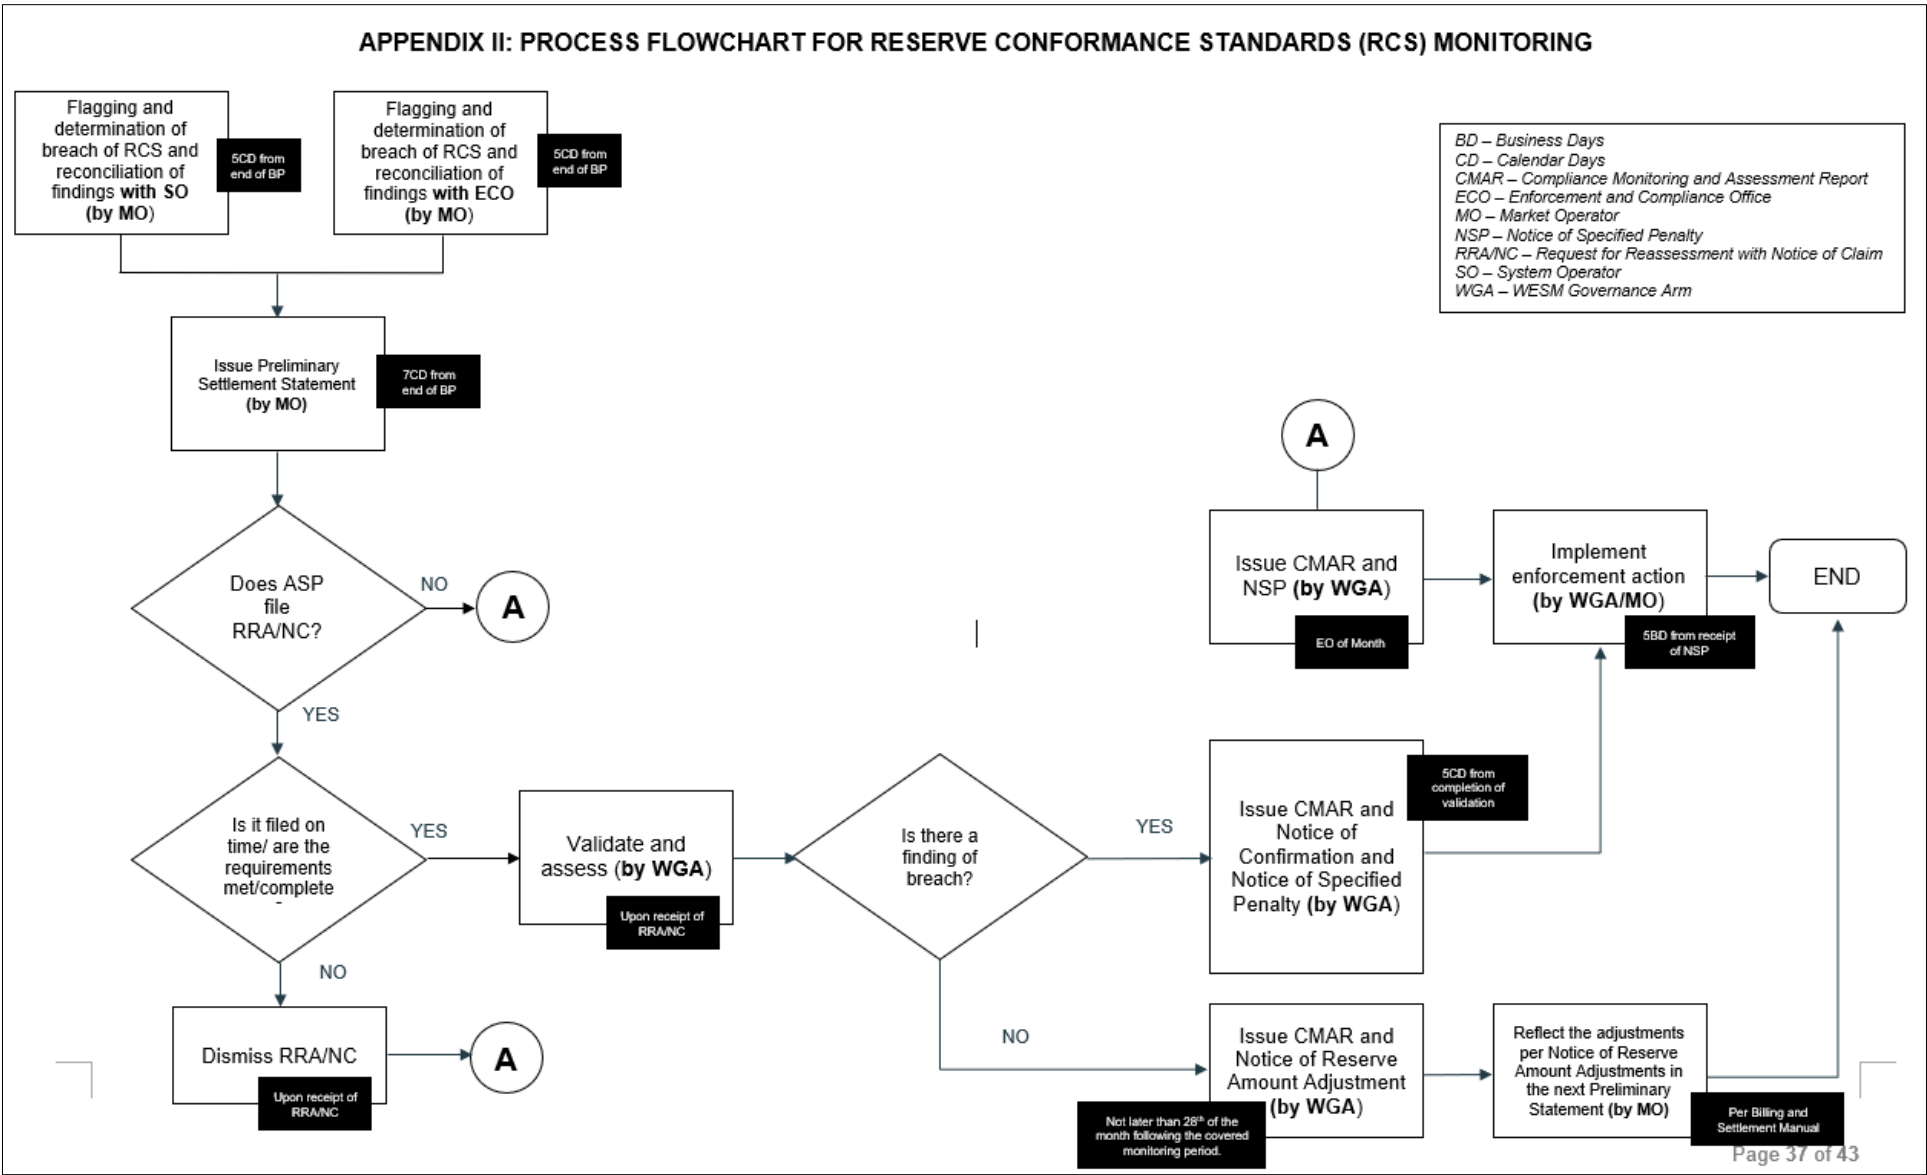 APPENDIX II: PROCESS FLOWCHART FOR RESERVE CONFORMANCE STANDARDS (RCS) MONITORING
Flagging and
determination of
breach of RCS and
reconciliation of
findings with SO
(by MO)
5CD from
end of BP
Flagging and
determination of
breach of RCS and
reconciliation of
findings with ECO
(by MO)
5CD from
end of BP
BD – Business Days
CD – Calendar Days
CMAR – Compliance Monitoring and Assessment Report
ECO – Enforcement and Compliance Office
MO – Market Operator
NSP – Notice of Specified Penalty
RRA/NC – Request for Reassessment with Notice of Claim
SO – System Operator
WGA – WESM Governance Arm
Issue Preliminary
Settlement Statement
(by MO)
7CD from
end of BP
Does ASP
file
RRA/NC?
NO
A
YES
A
Issue CMAR and
NSP (by WGA)
EO of Month
Implement
enforcement action
(by WGA/MO)
5BD from receipt
of NSP
END
Is it filed on
time/ are the
requirements
met/complete
YES
Validate and
assess (by WGA)
Upon receipt of
RRA/NC
Is there a
finding of
breach?
YES
Issue CMAR and
Notice of
Confirmation and
Notice of Specified
Penalty (by WGA)
5CD from
completion of
validation
NO
Dismiss RRA/NC
Upon receipt of
RRA/NC
A
NO
Issue CMAR and
Notice of Reserve
Amount Adjustment
(by WGA)
Not later than 28th of the
month following the covered
monitoring period.
Reflect the adjustments
per Notice of Reserve
Amount Adjustments in
the next Preliminary
Statement (by MO)
Per Billing and
Settlement Manual
Page 37 of 43